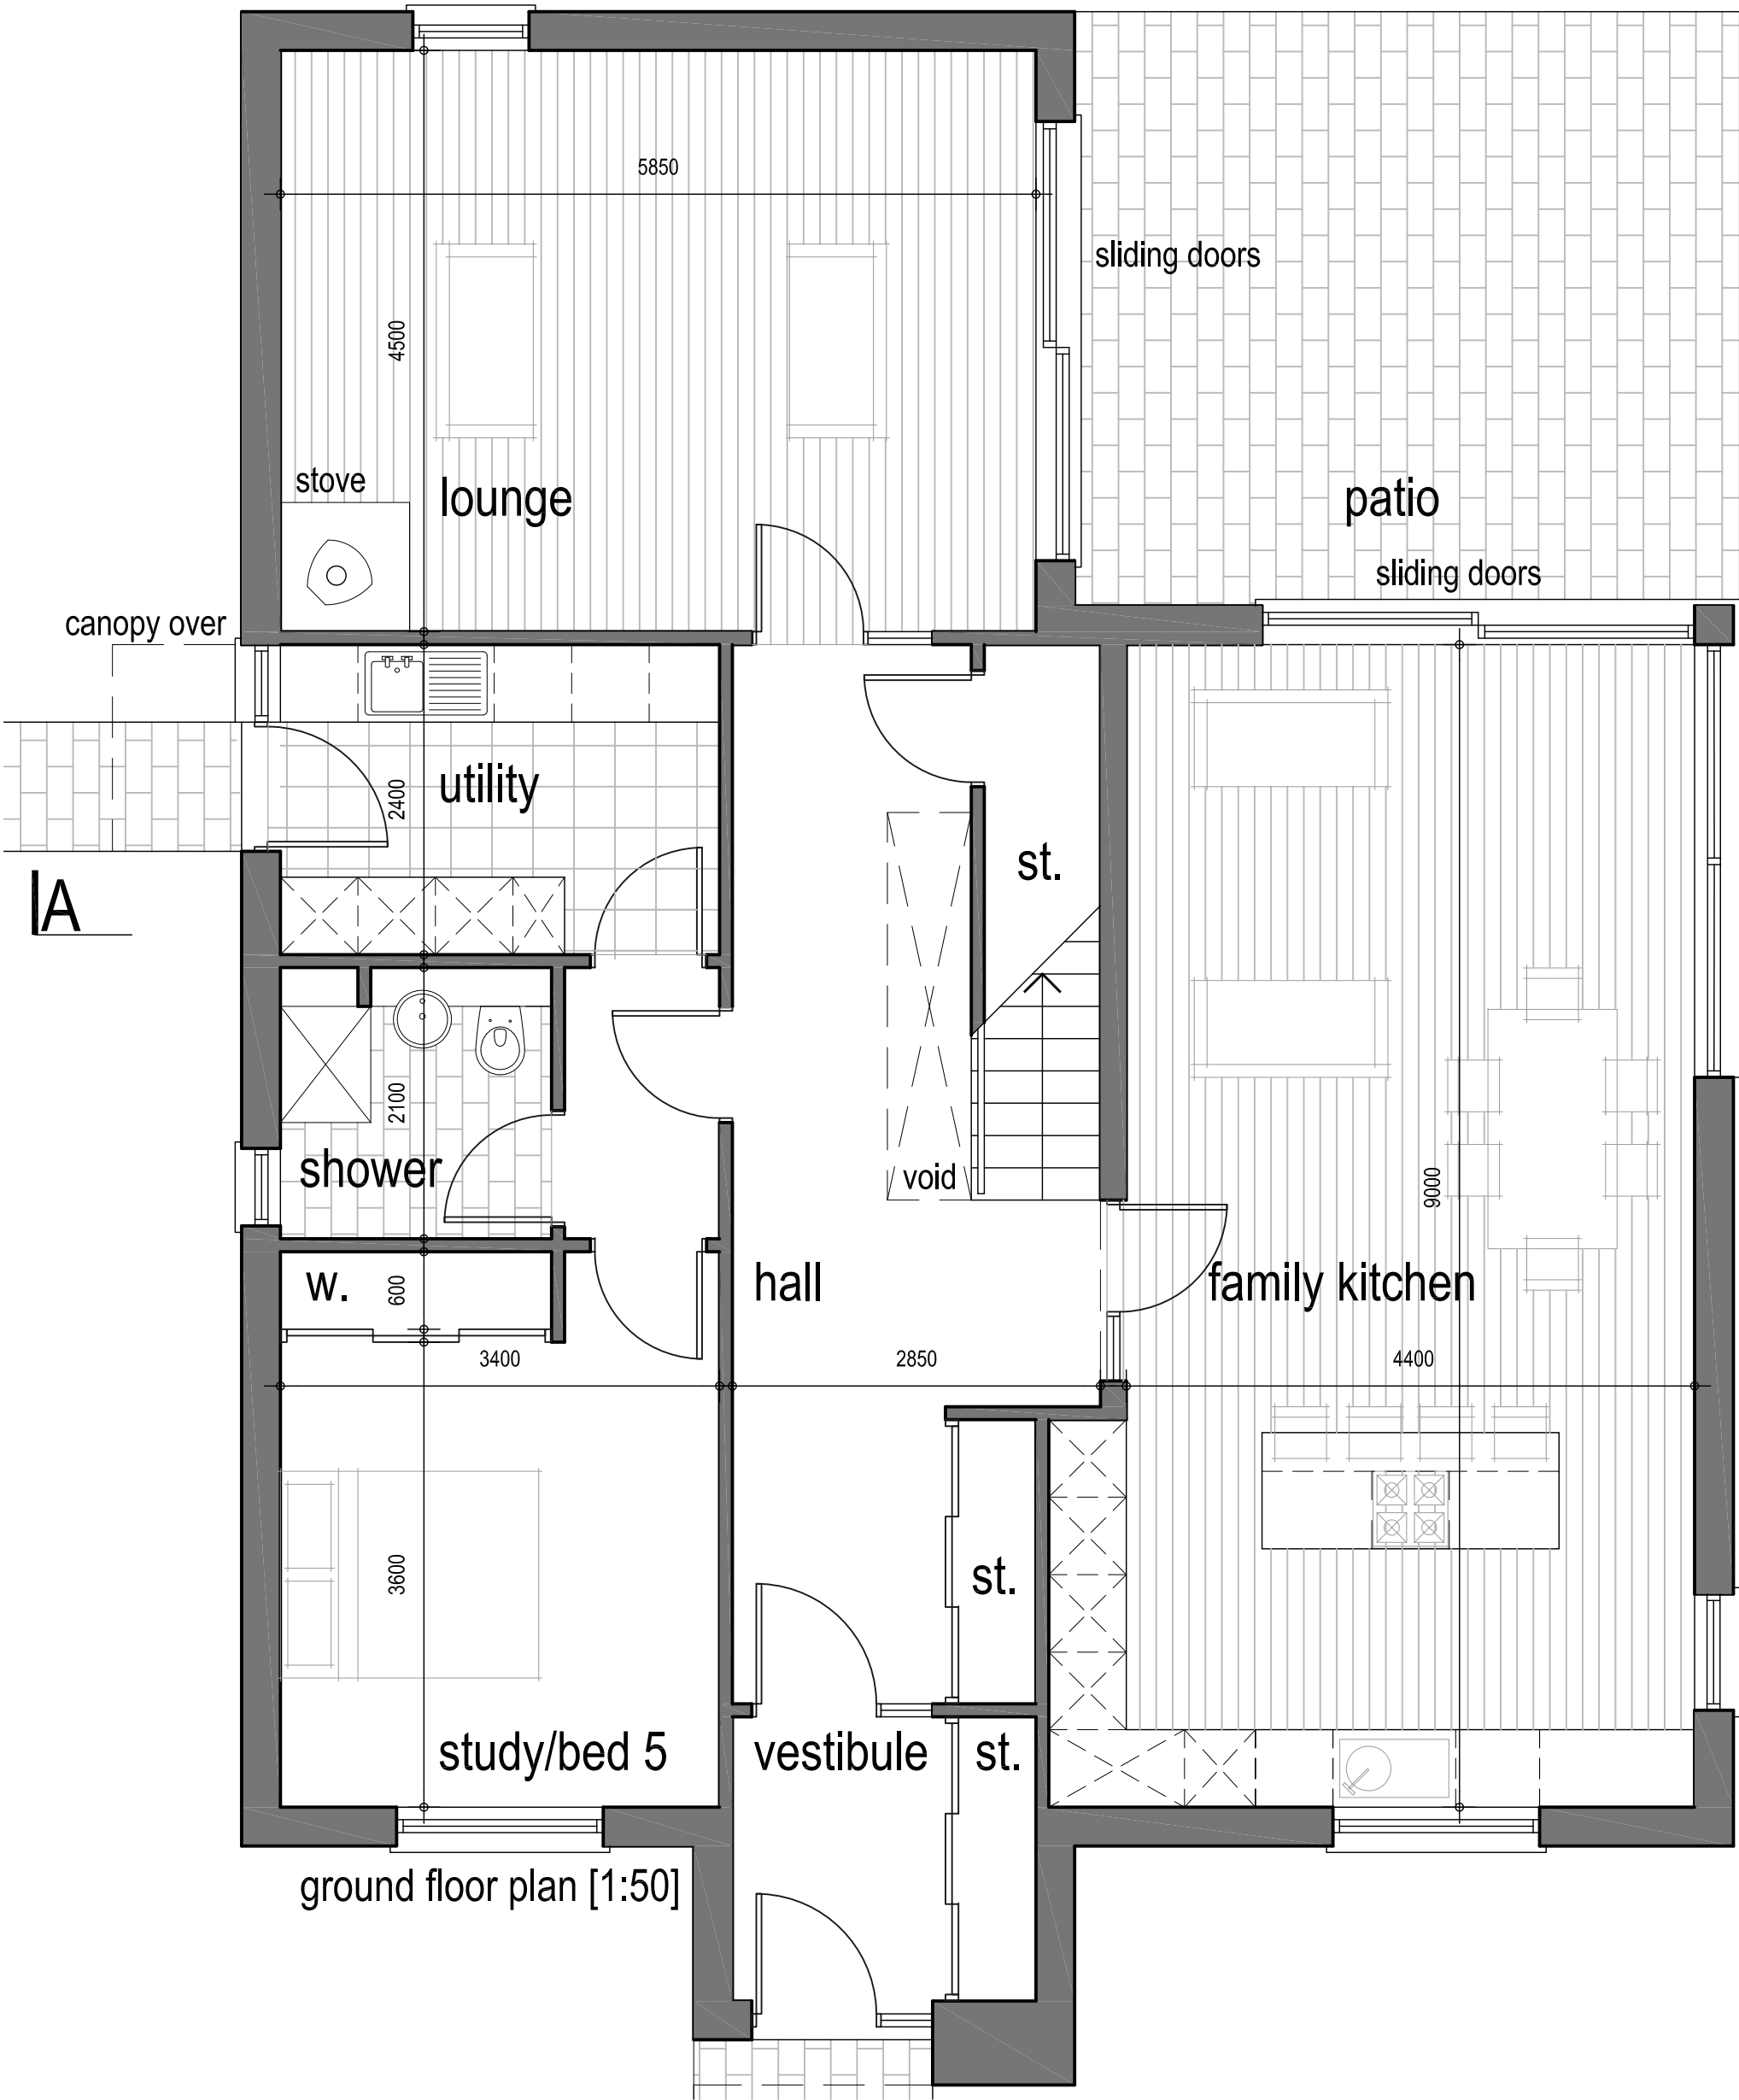 5850
sliding doors
4500
stove
lounge
patio
sliding doors
canopy over
utility
2400
st.
A
2100
shower
void
9000
w.
600
hall
family kitchen
3400
2850
4400
3600
st.
study/bed 5
vestibule
st.
ground floor plan [1:50]